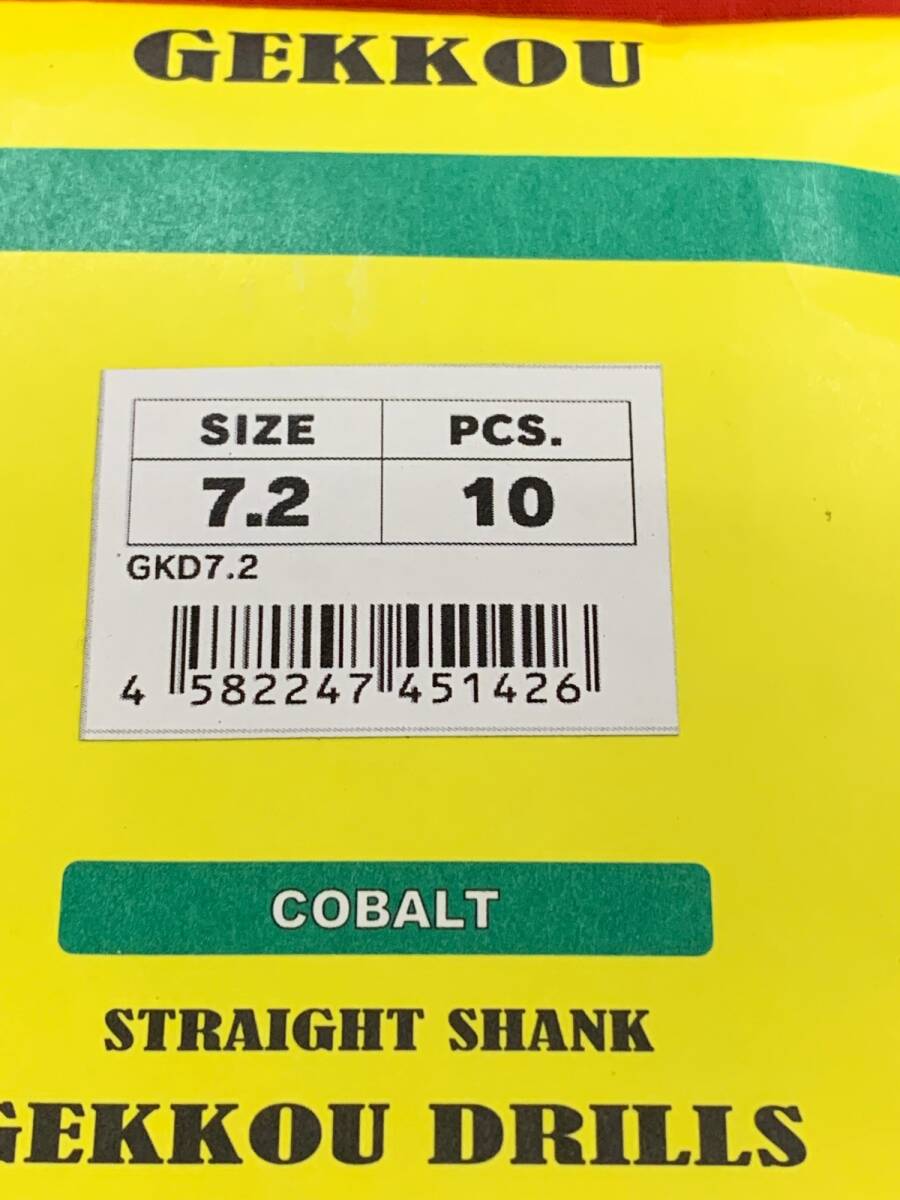 GEKKOU
SIZE PCS.
7.2 10
GKD7.2
4 582247 451426
COBALT
STRAIGHT SHANK
GEKKOU DRILLS